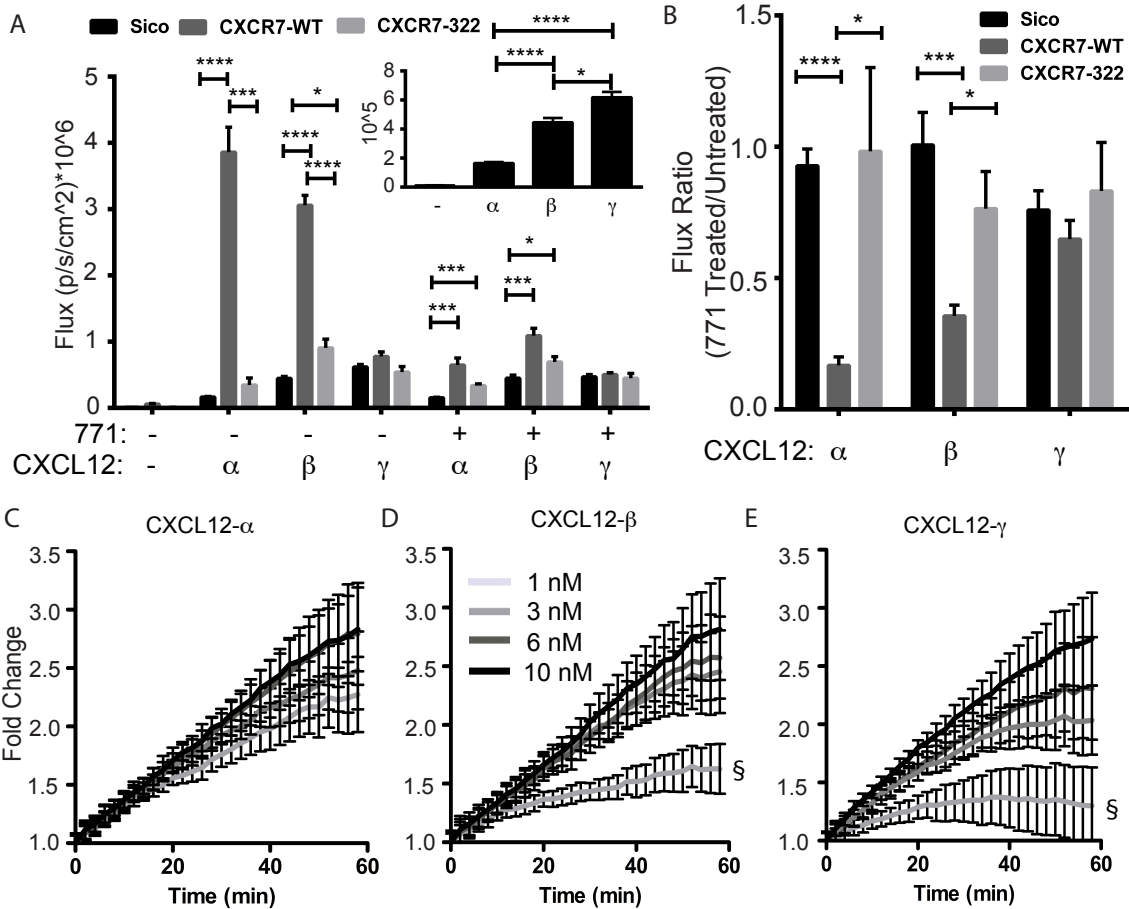 A
Sico CXCR7-WT CXCR7-322
Flux (p/s/cm^2)*10^6
5
4
3
2
1
0
**** ***
* **** ****
*** ***
* ***
10^5
8
6
4
2
0
**** **** *
- α β γ
771: - - - - + + +
CXCL12: - α β γ α β γ
B
Sico
CXCR7-WT
CXCR7-322
Flux Ratio
(771 Treated/Untreated)
1.5
1.0
0.5
0.0
**** *
*** *
CXCL12: α β γ
C
CXCL12-α
Fold Change
3.5
3.0
2.5
2.0
1.5
1.0
0 20 40 60
Time (min)
D
CXCL12-β
3.5
3.0
2.5
2.0
1.5
1.0
1 nM
3 nM
6 nM
10 nM
§
0 20 40 60
Time (min)
E
CXCL12-γ
3.5
3.0
2.5
2.0
1.5
1.0
§
0 20 40 60
Time (min)